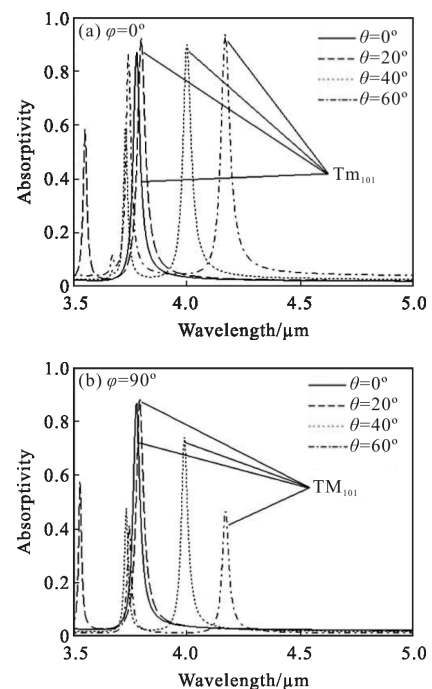 (a) φ=0º
θ=0º
θ=20º
θ=40º
θ=60º
Tm101
Absorptivity
1.0
0.8
0.6
0.4
0.2
0
3.5 4.0 4.5 5.0
Wavelength/μm
(b) φ=90º
θ=0º
θ=20º
θ=40º
θ=60º
TM101
Absorptivity
1.0
0.8
0.6
0.4
0.2
0
3.5 4.0 4.5 5.0
Wavelength/μm